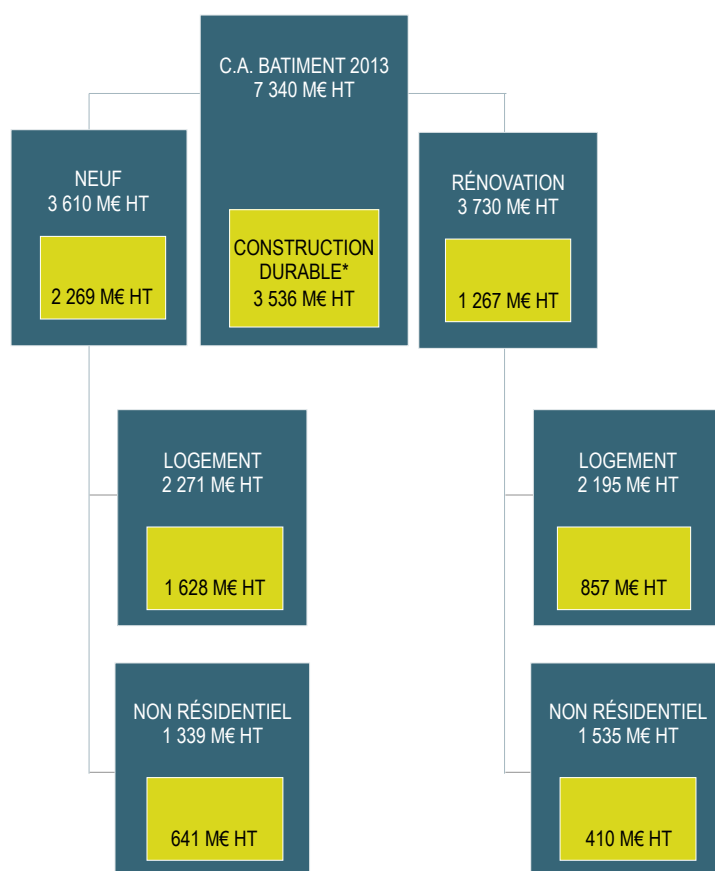 C.A. BATIMENT 2013
7 340 M€ HT
CONSTRUCTION
DURABLE*
3 536 M€ HT
NEUF
3 610 M€ HT
2 269 M€ HT
RÉNOVATION
3 730 M€ HT
1 267 M€ HT
LOGEMENT
2 271 M€ HT
1 628 M€ HT
LOGEMENT
2 195 M€ HT
857 M€ HT
NON RÉSIDENTIEL
1 339 M€ HT
641 M€ HT
NON RÉSIDENTIEL
1 535 M€ HT
410 M€ HT